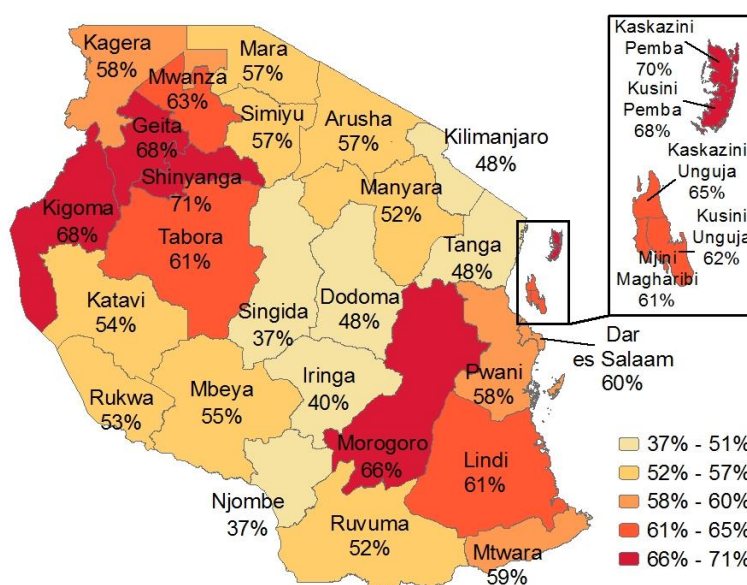 Kagera
58%
Mara
57%
Mwanza
63%
Geita
68%
Simiyu
57%
Arusha
57%
Kilimanjaro
48%
Shinyanga
71%
Kigoma
68%
Manyara
52%
Tabora
61%
Tanga
48%
Singida
37%
Dodoma
48%
Katavi
54%
Rukwa
53%
Mbeya
55%
Iringa
40%
Morogoro
66%
Pwani
58%
Dar
es Salaam
60%
Lindi
61%
Njombe
37%
Ruvuma
52%
Mtwara
59%
Kaskazini
Pemba
70%
Kusini
Pemba
68%
Kaskazini
Unguja
65%
Kusini
Unguja
62%
Mjini
Magharibi
61%
37% - 51%
52% - 57%
58% - 60%
61% - 65%
66% - 71%